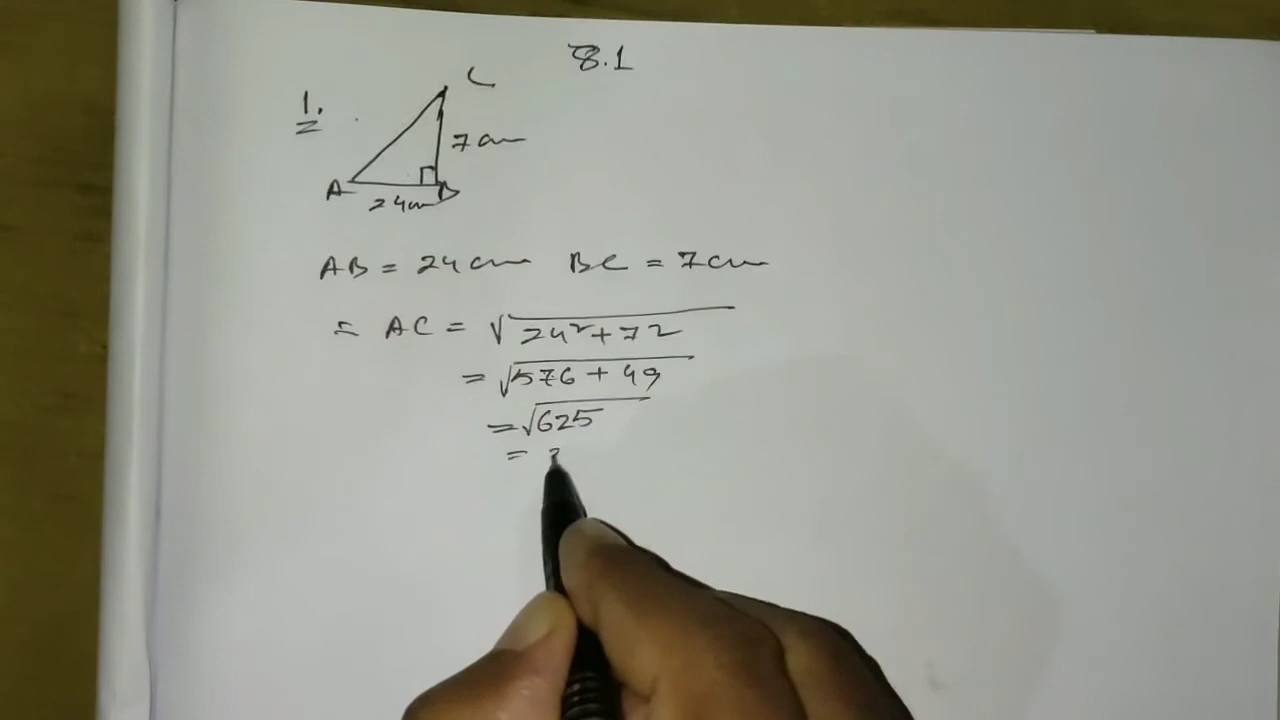 8.1
1.
C
7cm
A B
24cm
AB = 24cm BC = 7cm
∴ AC = √24²+72
= √576 + 49
= √625
=